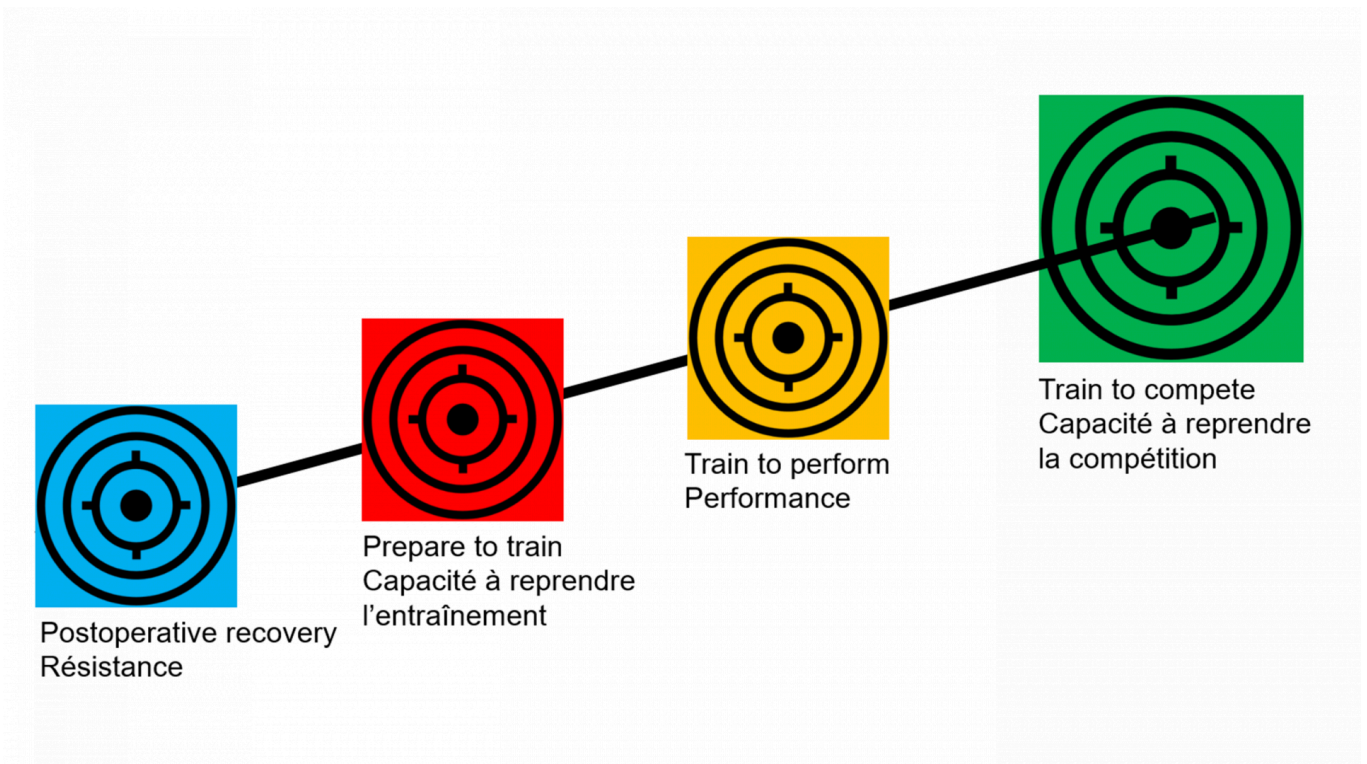 Postoperative recovery
Résistance
Prepare to train
Capacité à reprendre
l’entraînement
Train to perform
Performance
Train to compete
Capacité à reprendre
la compétition